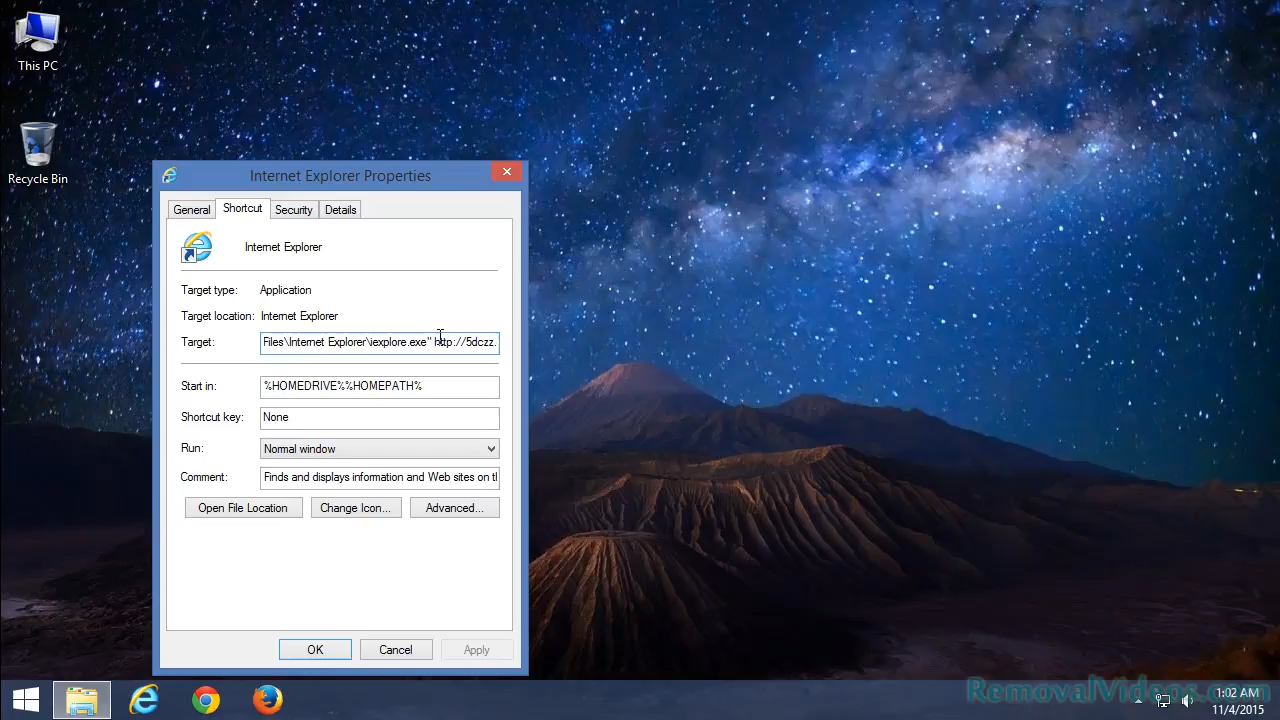 This PC
Recycle Bin
Internet Explorer Properties
General Shortcut Security Details
Internet Explorer
Target type: Application
Target location: Internet Explorer
Target: Files\Internet Explorer\iexplore.exe" http://5dczz.
Start in: %HOMEDRIVE%%HOMEPATH%
Shortcut key: None
Run: Normal window
Comment: Finds and displays information and Web sites on tl
Open File Location Change Icon... Advanced...
OK Cancel Apply
RemovalVideos.com
1:02 AM
11/4/2015